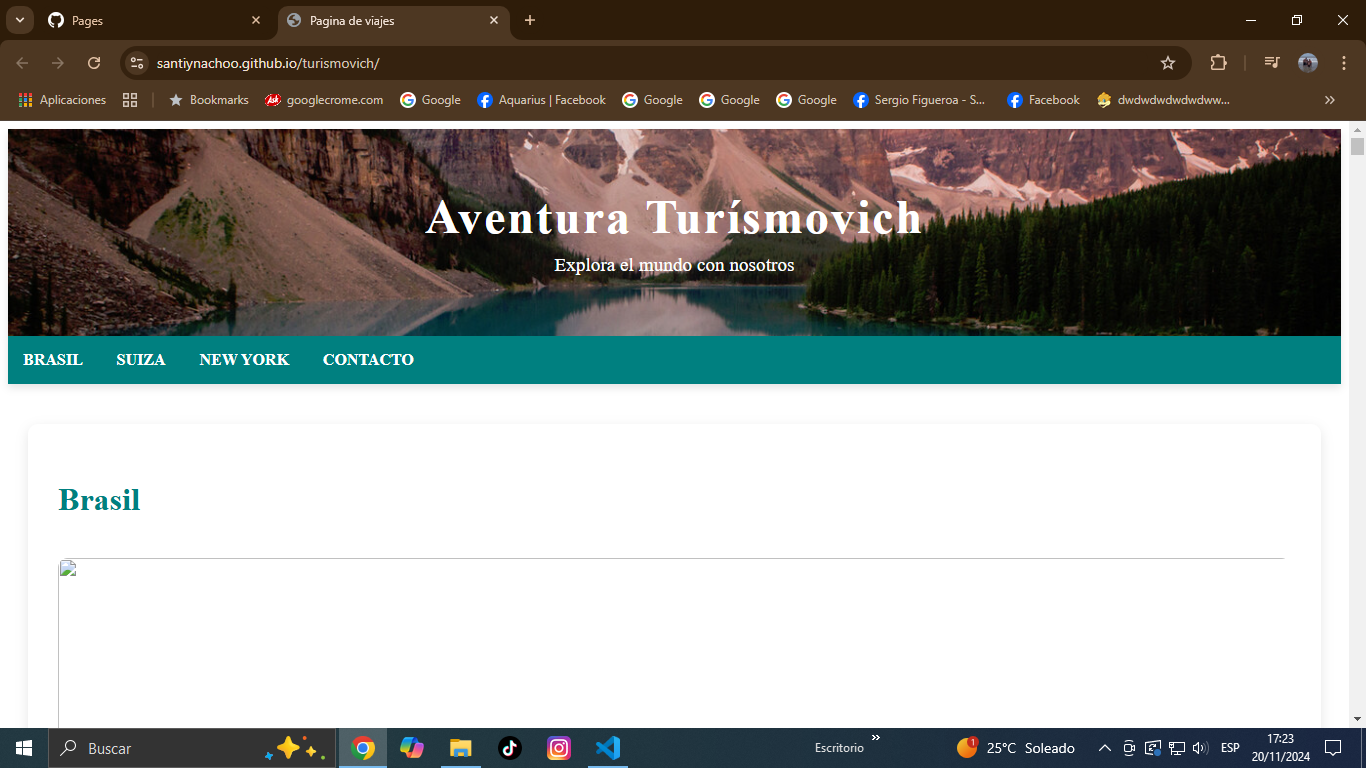 Pages
Pagina de viajes
santiynachoo.github.io/turismovich/
Aplicaciones
Bookmarks
Ask
googlecrome.com
Google
Aquarius | Facebook
Google
Google
Google
Sergio Figueroa - S...
Facebook
dwdwdwdwdwdww...
Aventura Turísmovich
Explora el mundo con nosotros
BRASIL
SUIZA
NEW YORK
CONTACTO
Brasil
Buscar
Escritorio
1
25°C Soleado
ESP
17:23
20/11/2024